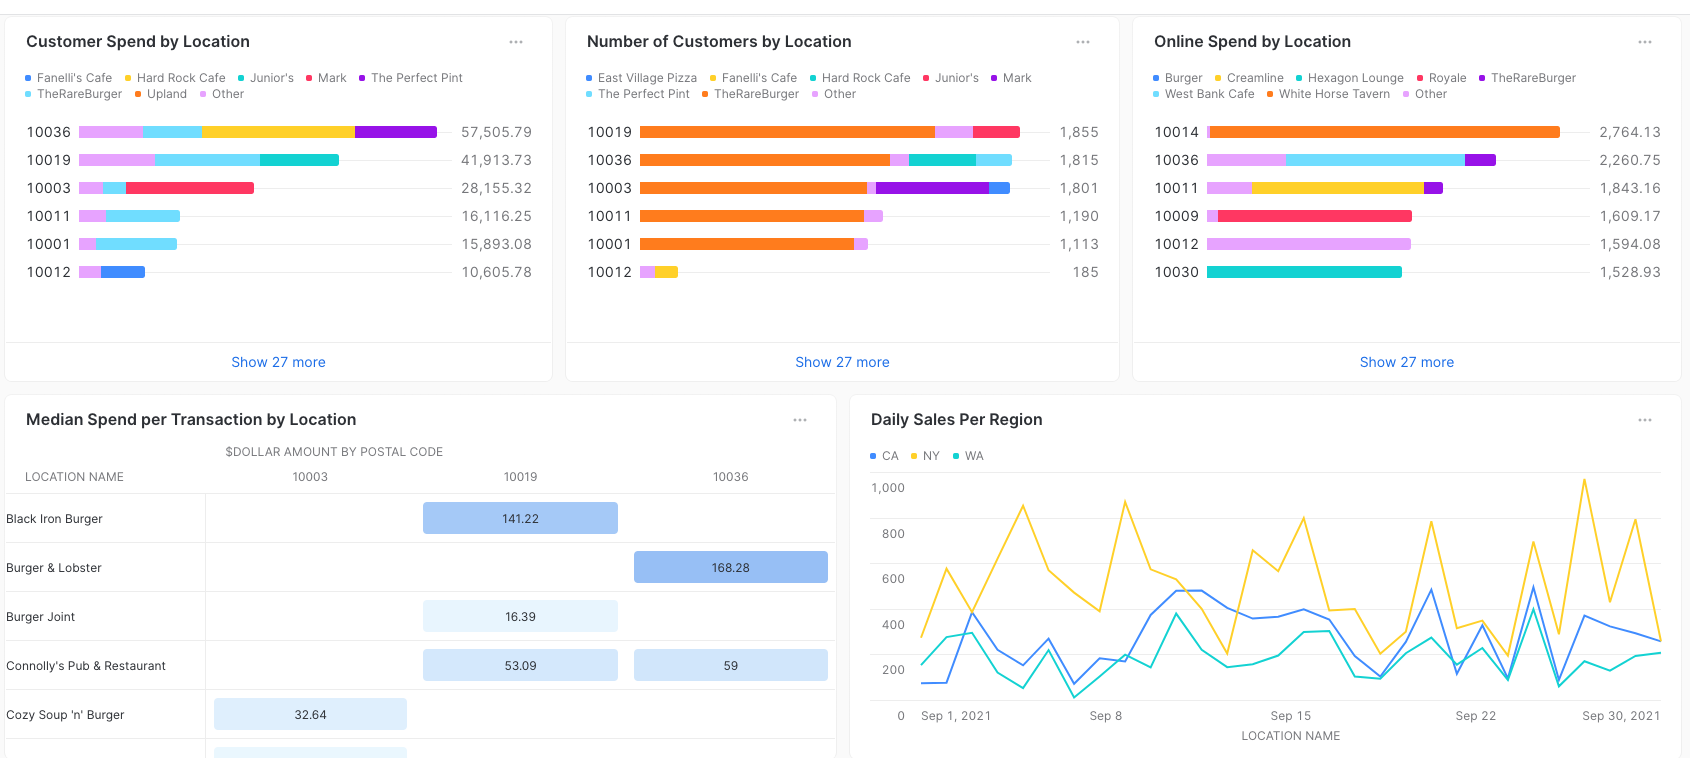 Customer Spend by Location
Fanelli's Cafe Hard Rock Cafe Junior's Mark The Perfect Pint
TheRareBurger Upland Other
10036 57,505.79
10019 41,913.73
10003 28,155.32
10011 16,116.25
10001 15,893.08
10012 10,605.78
Show 27 more
Number of Customers by Location
East Village Pizza Fanelli's Cafe Hard Rock Cafe Junior's Mark
The Perfect Pint TheRareBurger Other
10019 1,855
10036 1,815
10003 1,801
10011 1,190
10001 1,113
10012 185
Show 27 more
Online Spend by Location
Burger Creamline Hexagon Lounge Royale TheRareBurger
West Bank Cafe White Horse Tavern Other
10014 2,764.13
10036 2,260.75
10011 1,843.16
10009 1,609.17
10012 1,594.08
10030 1,528.93
Show 27 more
Median Spend per Transaction by Location
$DOLLAR AMOUNT BY POSTAL CODE
LOCATION NAME 10003 10019 10036
Black Iron Burger 141.22
Burger & Lobster 168.28
Burger Joint 16.39
Connolly's Pub & Restaurant 53.09 59
Cozy Soup 'n' Burger 32.64
Daily Sales Per Region
CA NY WA
1,000
800
600
400
200
0
Sep 1, 2021 Sep 8 Sep 15 Sep 22 Sep 30, 2021
LOCATION NAME